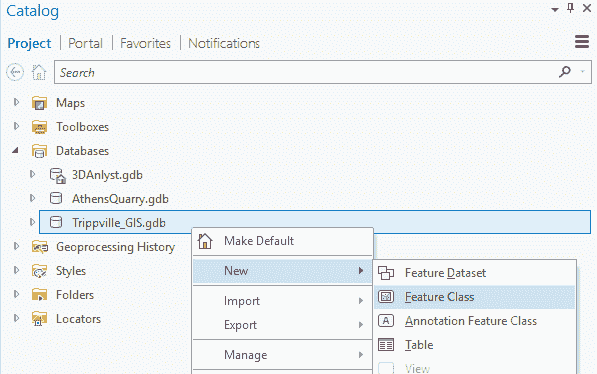 Catalog
Project Portal Favorites Notifications
Search
Maps
Toolboxes
Databases
3DAnlyst.gdb
AthensQuarry.gdb
Trippville_GIS.gdb
Geoprocessing History
Styles
Folders
Locators
Make Default
New
Import
Export
Manage
Feature Dataset
Feature Class
Annotation Feature Class
Table
View